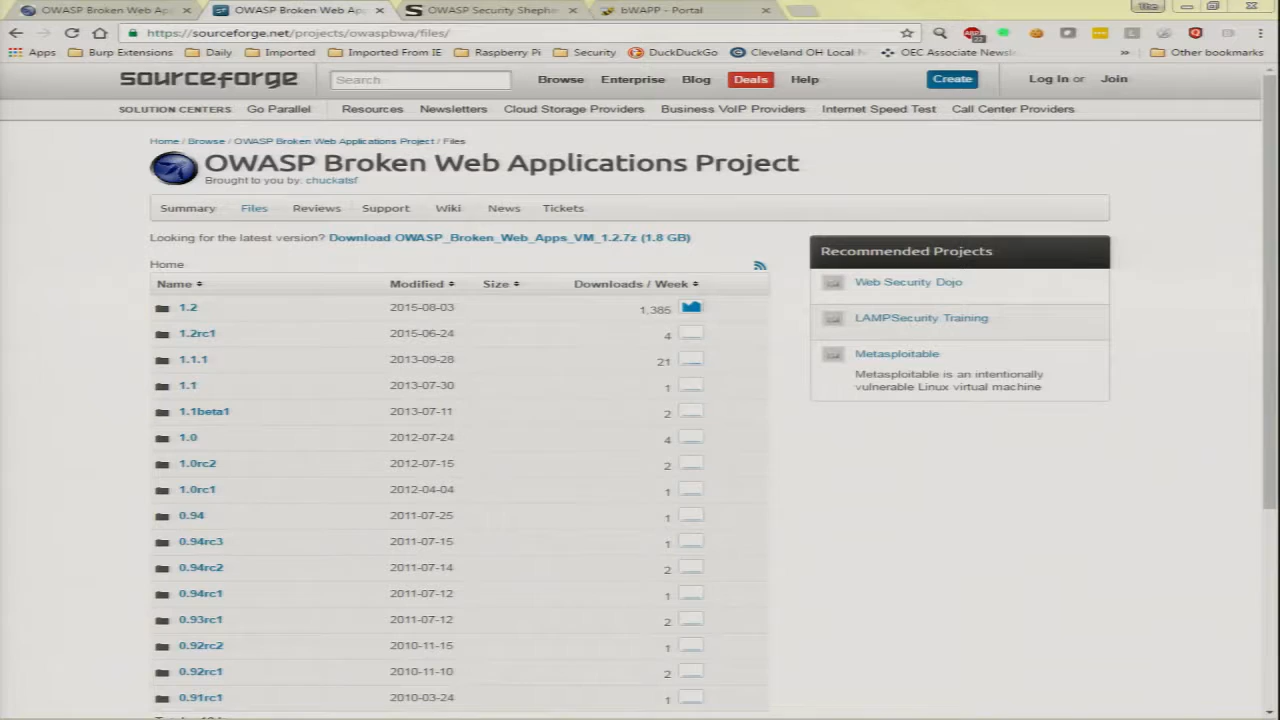 OWASP Broken Web Ap
OWASP Broken Web Ap
OWASP Security Sheph
bWAPP - Portal
https://sourceforge.net/projects/owaspbwa/files/
Apps Burp Extensions Daily Imported Imported From IE Raspberry Pi Security DuckDuckGo Cleveland OH Local OEC Associate Newsl » Other bookmarks
sourceforge Search Browse Enterprise Blog Deals Help Create Log In or Join
SOLUTION CENTERS Go Parallel Resources Newsletters Cloud Storage Providers Business VoIP Providers Internet Speed Test Call Center Providers
Home / Browse / OWASP Broken Web Applications Project / Files
OWASP Broken Web Applications Project
Brought to you by: chuckatsf
Summary Files Reviews Support Wiki News Tickets
Looking for the latest version? Download OWASP_Broken_Web_Apps_VM_1.2.7z (1.8 GB)
Home
Name Modified Size Downloads / Week
1.2 2015-08-03 1,385
1.2rc1 2015-06-24 4
1.1.1 2013-09-28 21
1.1 2013-07-30 1
1.1beta1 2013-07-11 2
1.0 2012-07-24 4
1.0rc2 2012-07-15 2
1.0rc1 2012-04-04 1
0.94 2011-07-25 1
0.94rc3 2011-07-15 1
0.94rc2 2011-07-14 2
0.94rc1 2011-07-12 1
0.93rc1 2011-07-12 2
0.92rc2 2010-11-15 1
0.92rc1 2010-11-10 2
0.91rc1 2010-03-24 1
Recommended Projects
Web Security Dojo
LAMPSecurity Training
Metasploitable
Metasploitable is an intentionally
vulnerable Linux virtual machine